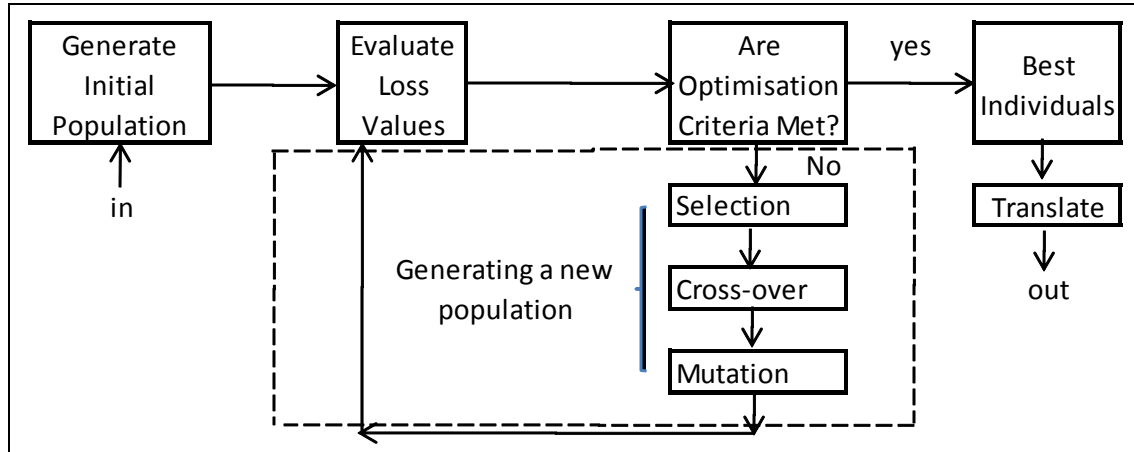 Generate
Initial
Population
in
Evaluate
Loss
Values
Are
Optimisation
Criteria Met?
yes
Best
Individuals
No
Selection
Translate
Generating a new
population
Cross-over
out
Mutation